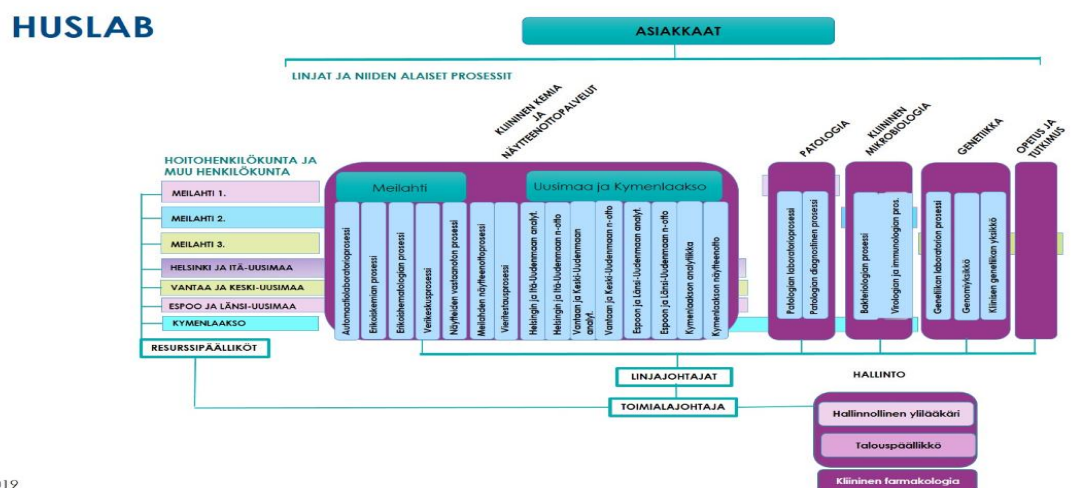 HUSLAB
ASIAKKAAT
LINJAT JA NIIDEN ALAISET PROSESSIT
KLIININEN KEMIA
JA
NÄYTTEENOTTOPALVELUT
PATOLOGIA
KLIININEN
MIKROBIOLOGIA
GENETIIKKA
OPETUS JA
TUTKIMUS
HOITOHENKILÖKUNTA JA
MUU HENKILÖKUNTA
MEILAHTI 1.
MEILAHTI 2.
MEILAHTI 3.
HELSINKI JA ITÄ-UUSIMAA
VANTAA JA KESKI-UUSIMAA
ESPOO JA LÄNSI-UUSIMAA
KYMENLAAKSO
RESURSSIPÄÄLLIKÖT
Meilahti
Uusimaa ja Kymenlaakso
Automaatiolaboratorioprosessi
Erikoiskemian prosessi
Erikoishematologian prosessi
Verikeskusprosessi
Näytteiden vastaanoton prosessi
Meilahden näytteenottoprosessi
Vieritestausprosessi
Helsingin ja Itä-Uudenmaan analyt.
Helsingin ja Itä-Uudenmaan n-otto
Vantaan ja Keski-Uudenmaan
analyt.
Vantaan ja Keski-Uudenmaan n-otto
Espoon ja Länsi-Uudenmaan analyt.
Espoon ja Länsi-Uudenmaan n-otto
Kymenlaakson analytiikka
Kymenlaakson näytteenotto
Patologian laboratorioprosessi
Patologian diagnostinen prosessi
Bakteriologian prosessi
Virologian ja immunologian pros.
Genetiikan laboratorion prosessi
Genomiyksikkö
Kliinisen genetiikan yksikkö
LINJAJOHTAJAT
TOIMIALAJOHTAJA
HALLINTO
Hallinnollinen ylilääkäri
Talouspäällikkö
Kliininen farmakologia
019